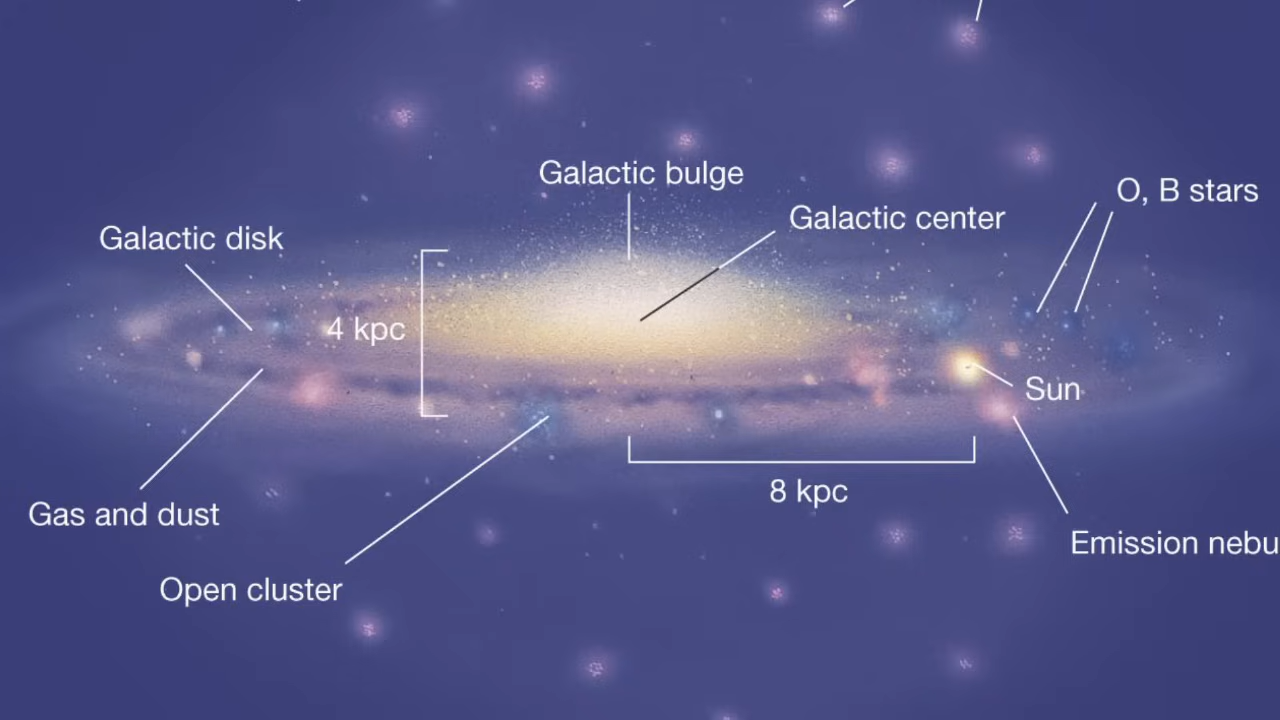 Galactic bulge
O, B stars
Galactic center
Galactic disk
4 kpc
Sun
8 kpc
Gas and dust
Emission nebu
Open cluster